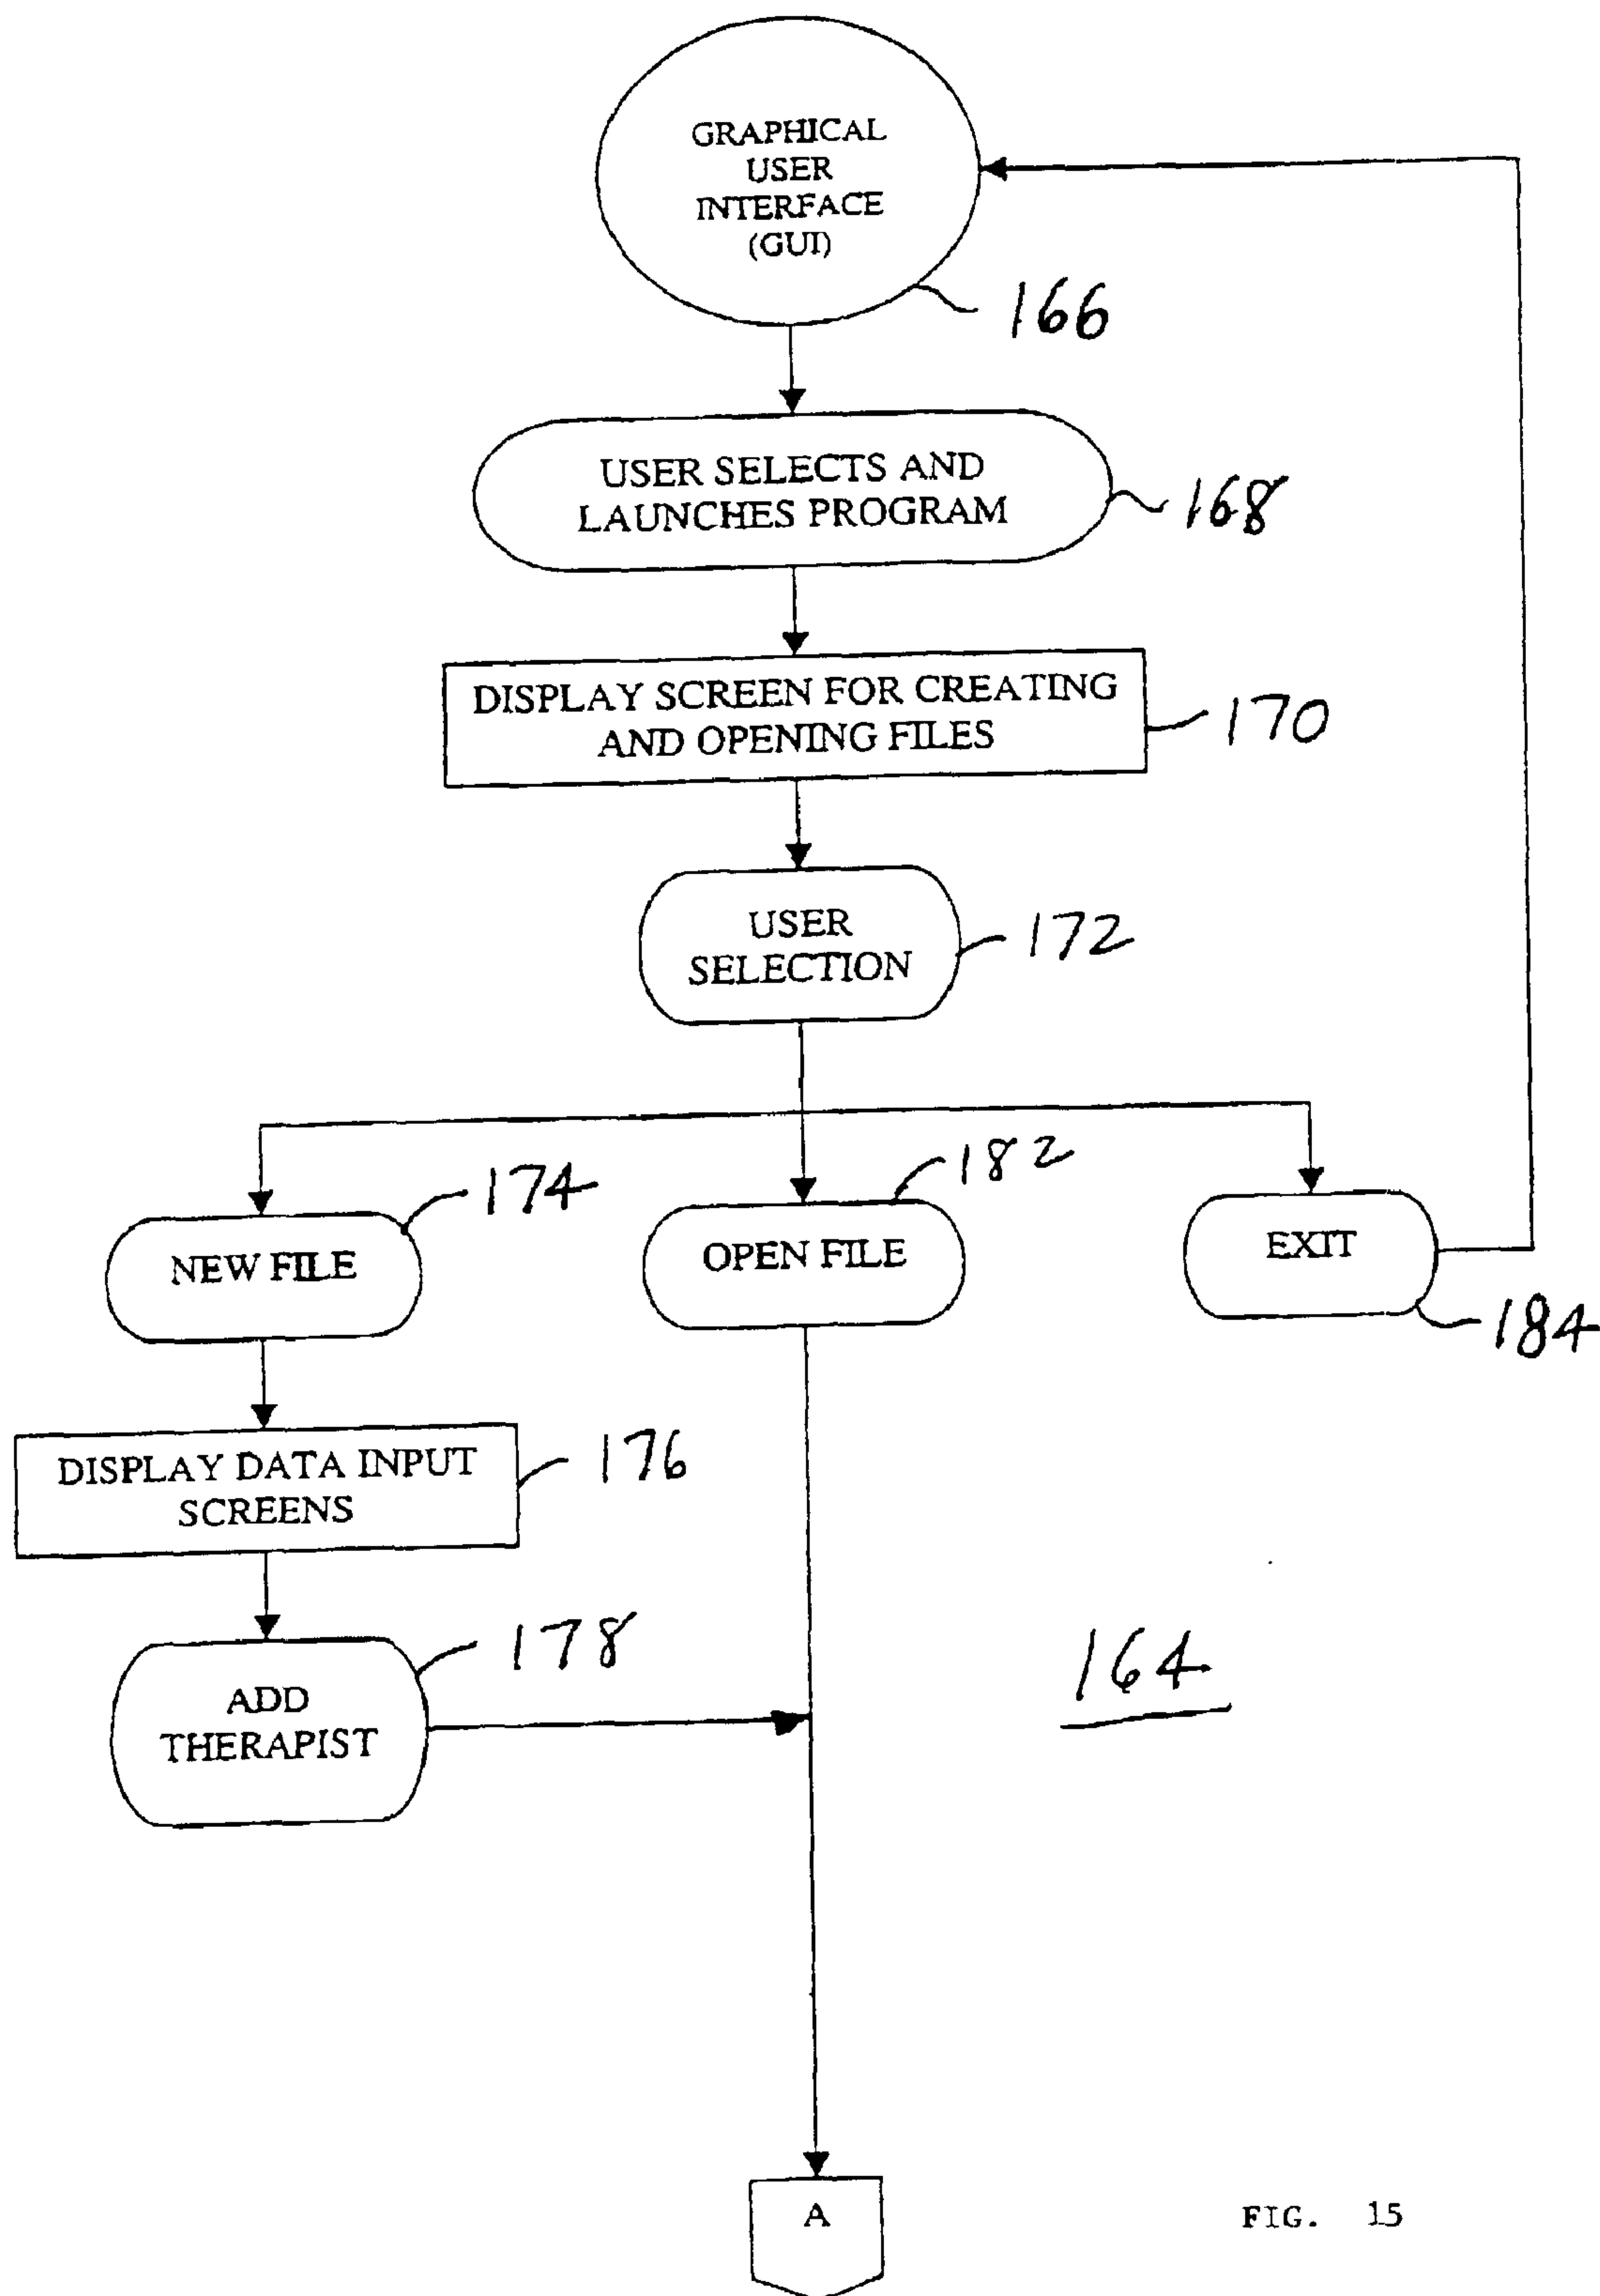 GRAPHICAL
USER
INTERFACE
(GUI)
166
USER SELECTS AND
LAUNCHES PROGRAM
168
DISPLAY SCREEN FOR CREATING
AND OPENING FILES
170
USER
SELECTION
172
174
NEW FILE
182
OPEN FILE
EXIT
184
DISPLAY DATA INPUT
SCREENS
176
178
ADD
THERAPIST
164
A
FIG. 15